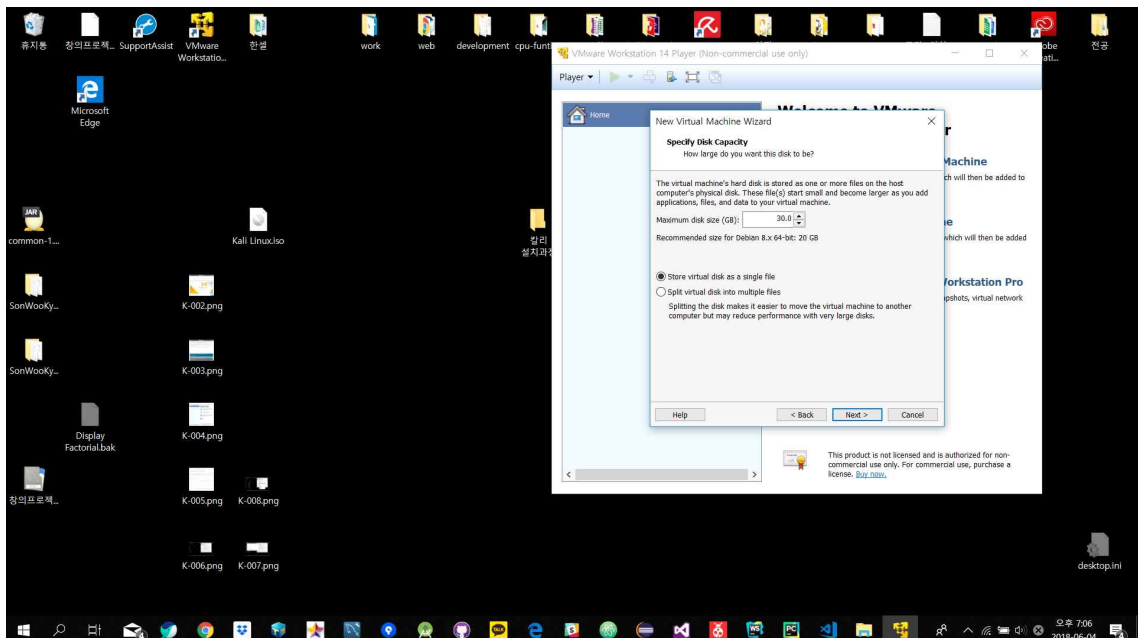 휴지통
창의프로젝...
SupportAssist
VMware
Workstatio...
한셀
work
web
development
cpu-funt
전공
Microsoft
Edge
JAR
common-1....
Kali Linux.iso
칼리
설치과정
SonWooKy...
K-002.png
SonWooKy...
K-003.png
Display
Factorial.bak
K-004.png
창의프로젝...
K-005.png
K-008.png
K-006.png
K-007.png
desktop.ini
VMware Workstation 14 Player (Non-commercial use only)
Player
Home
Welcome to VMware
r
Machine
ch will then be added to
ne
which will then be added
Workstation Pro
apshots, virtual network
New Virtual Machine Wizard
Specify Disk Capacity
How large do you want this disk to be?
The virtual machine's hard disk is stored as one or more files on the host
computer's physical disk. These file(s) start small and become larger as you add
applications, files, and data to your virtual machine.
Maximum disk size (GB):
30.0
Recommended size for Debian 8.x 64-bit: 20 GB
Store virtual disk as a single file
Split virtual disk into multiple files
Splitting the disk makes it easier to move the virtual machine to another
computer but may reduce performance with very large disks.
Help
< Back
Next >
Cancel
This product is not licensed and is authorized for non-
commercial use only. For commercial use, purchase a
license. Buy now.
오후 7:06
2018-06-04